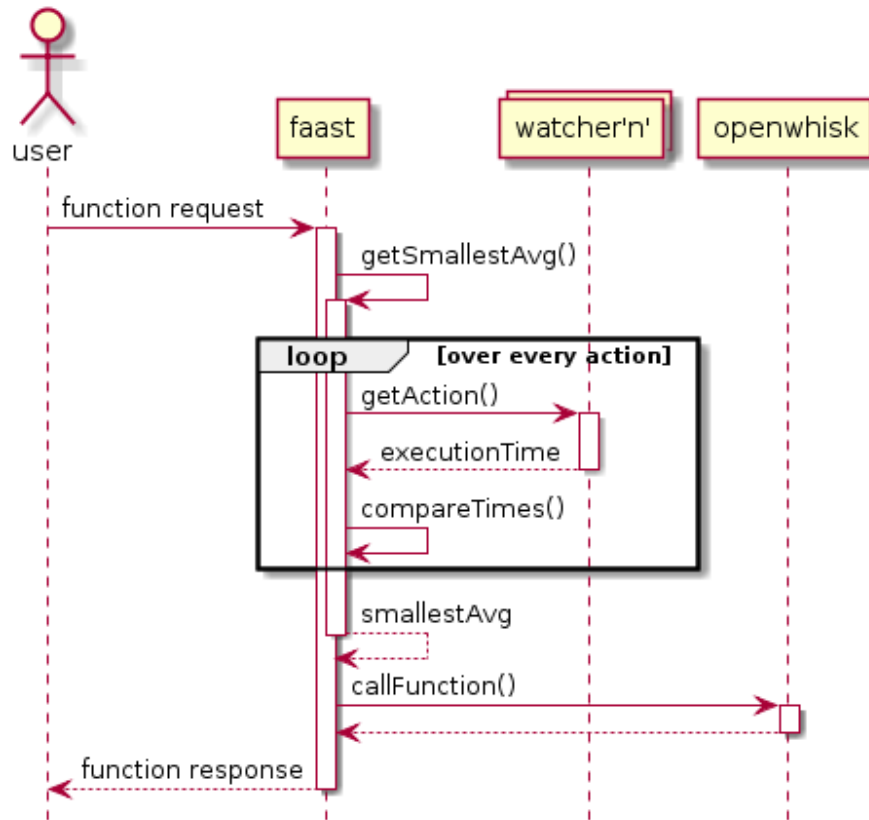 user
faast
watcher'n'
openwhisk
function request
getSmallestAvg()
loop [over every action]
getAction()
executionTime
compareTimes()
smallestAvg
callFunction()
function response